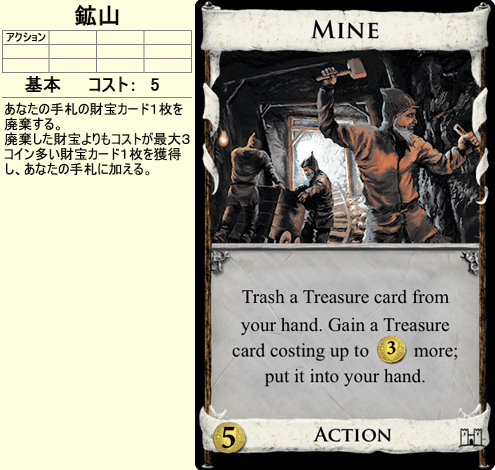 鉱山
アクション
基本 コスト: 5
あなたの手札の財宝カード1枚を
廃棄する。
廃棄した財宝よりもコストが最大3
コイン多い財宝カード1枚を獲得
し、あなたの手札に加える。
MINE
Trash a Treasure card from
your hand. Gain a Treasure
card costing up to 3 more;
put it into your hand.
5 ACTION